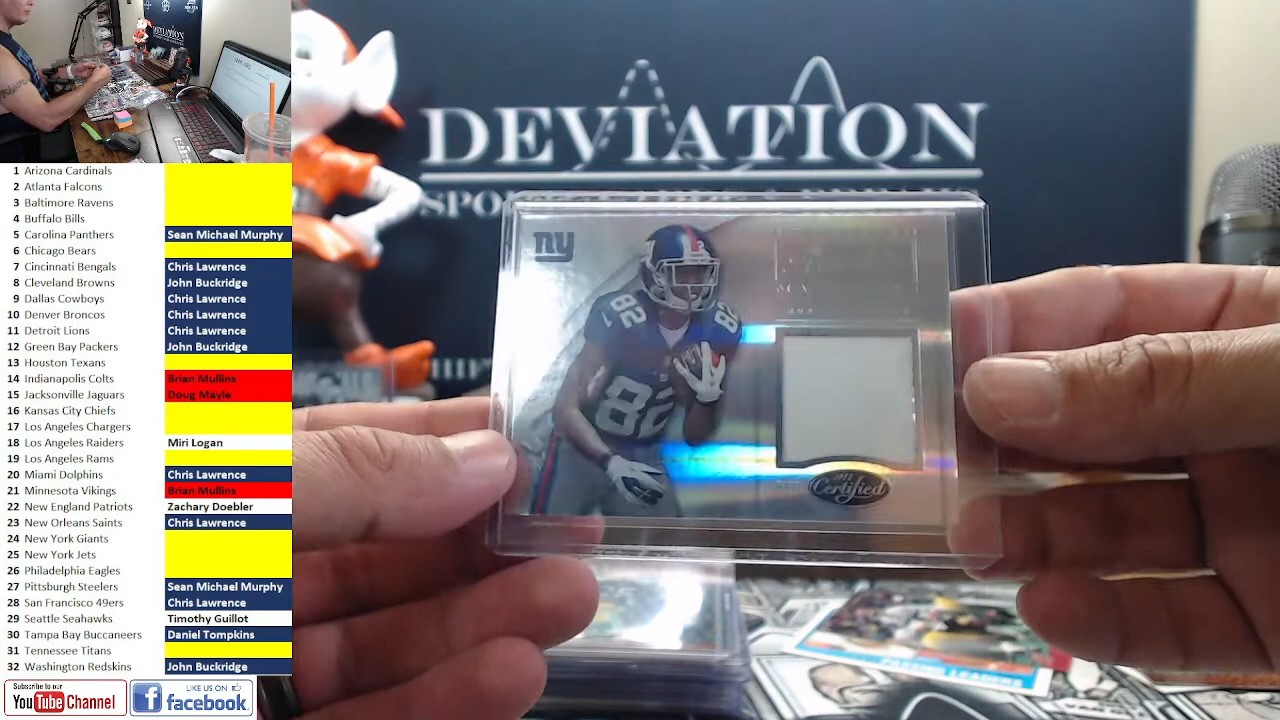 DEVIATION
ny
82
82
82
Certified
1 Arizona Cardinals
2 Atlanta Falcons
3 Baltimore Ravens
4 Buffalo Bills
5 Carolina Panthers Sean Michael Murphy
6 Chicago Bears
7 Cincinnati Bengals Chris Lawrence
8 Cleveland Browns John Buckridge
9 Dallas Cowboys Chris Lawrence
10 Denver Broncos Chris Lawrence
11 Detroit Lions Chris Lawrence
12 Green Bay Packers John Buckridge
13 Houston Texans
14 Indianapolis Colts Brian Mullins
15 Jacksonville Jaguars Doug Mayle
16 Kansas City Chiefs
17 Los Angeles Chargers
18 Los Angeles Raiders Miri Logan
19 Los Angeles Rams
20 Miami Dolphins Chris Lawrence
21 Minnesota Vikings Brian Mullins
22 New England Patriots Zachary Doebler
23 New Orleans Saints Chris Lawrence
24 New York Giants
25 New York Jets
26 Philadelphia Eagles
27 Pittsburgh Steelers Sean Michael Murphy
28 San Francisco 49ers Chris Lawrence
29 Seattle Seahawks Timothy Guillot
30 Tampa Bay Buccaneers Daniel Tompkins
31 Tennessee Titans
32 Washington Redskins John Buckridge
Subscribe to our
YouTube Channel
LIKE US ON
facebook
LEADERS